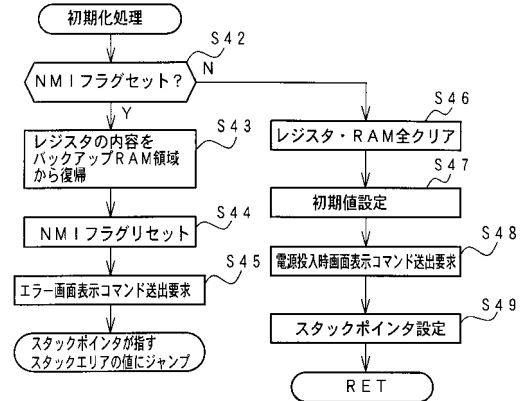 初期化処理
S42
NMIフラグセット?
N
Y
S43
レジスタの内容を
バックアップRAM領域
から復帰
S44
NMIフラグリセット
S45
エラー画面表示コマンド送出要求
スタックポインタが指す
スタックエリアの値にジャンプ
S46
レジスタ・RAM全クリア
S47
初期値設定
S48
電源投入時画面表示コマンド送出要求
S49
スタックポインタ設定
RET